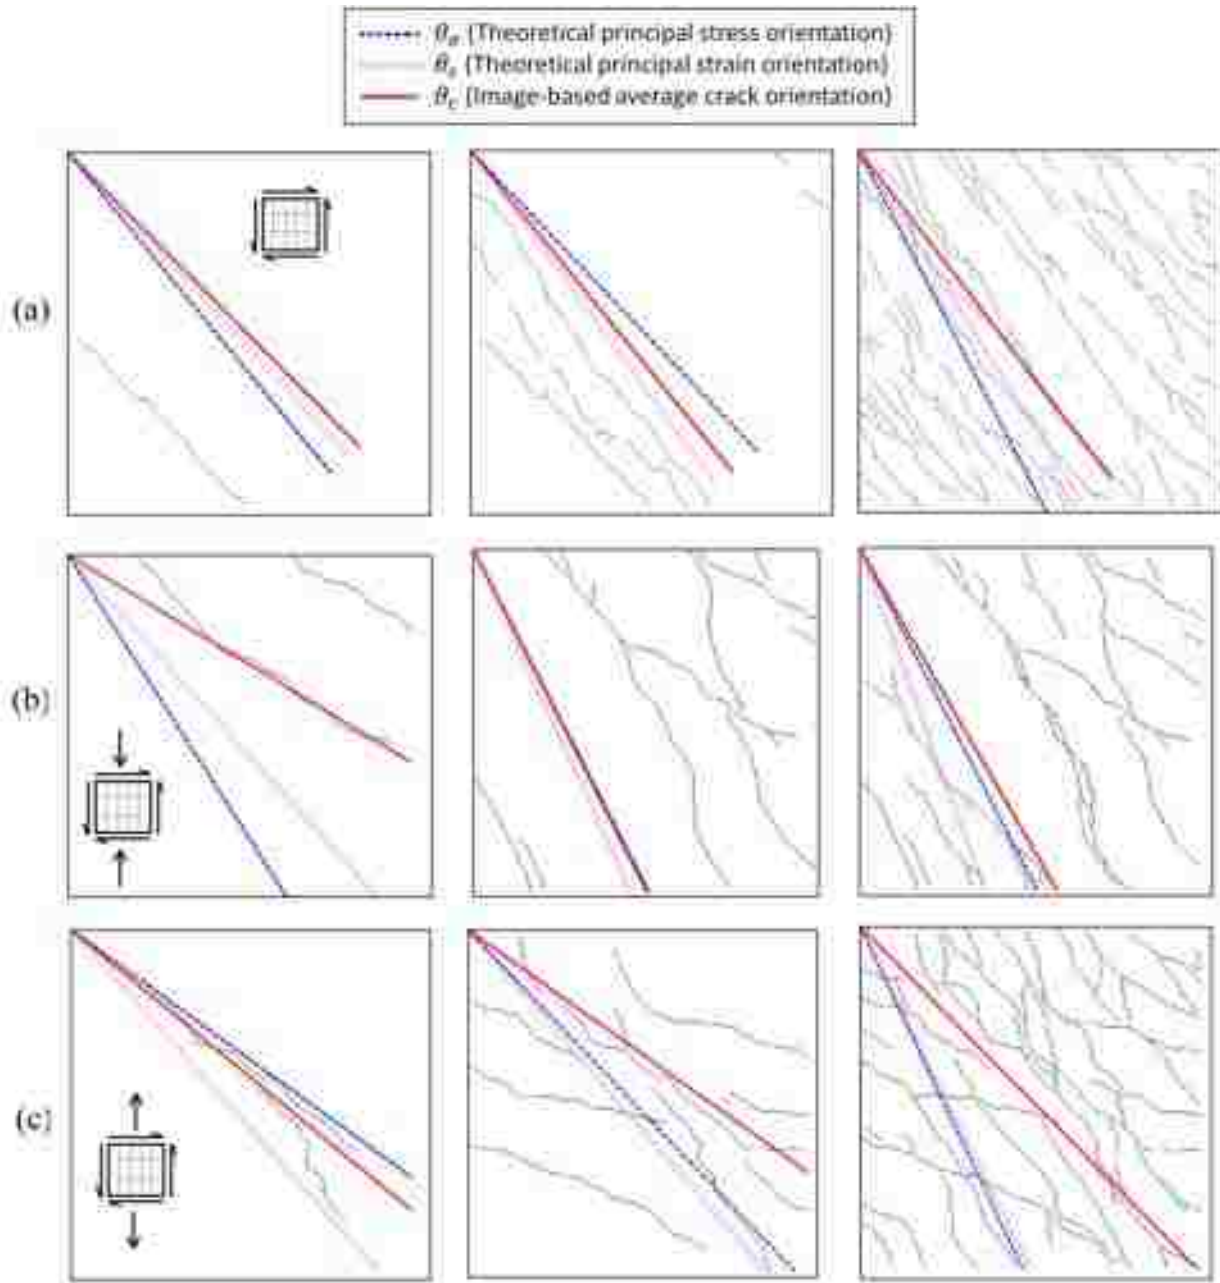 θσ (Theoretical principal stress orientation)
θε (Theoretical principal strain orientation)
θc (Image-based average crack orientation)
(a)
(b)
(c)